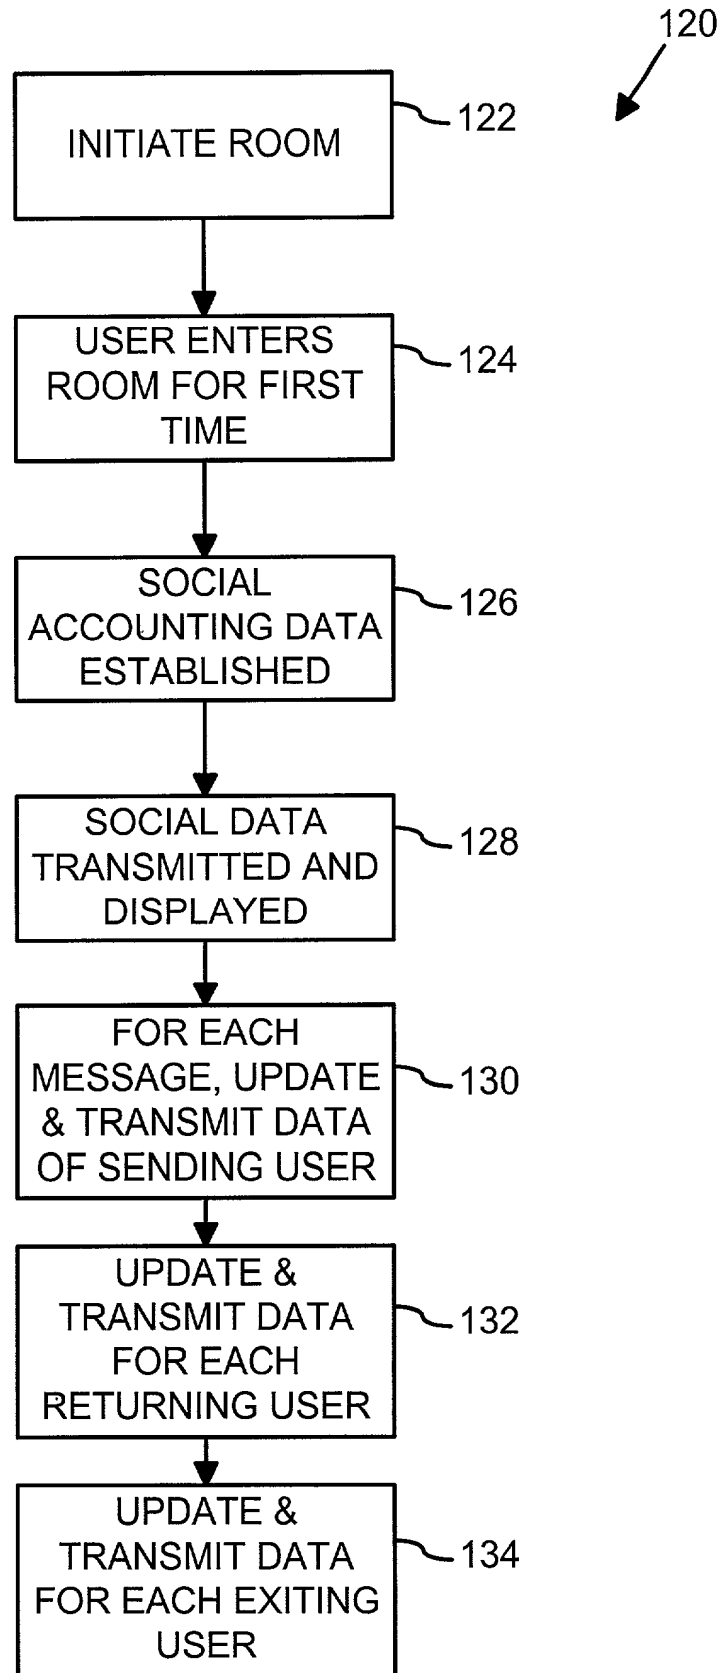 120
INITIATE ROOM
122
USER ENTERS
ROOM FOR FIRST
TIME
124
SOCIAL
ACCOUNTING DATA
ESTABLISHED
126
SOCIAL DATA
TRANSMITTED AND
DISPLAYED
128
FOR EACH
MESSAGE, UPDATE
& TRANSMIT DATA
OF SENDING USER
130
UPDATE &
TRANSMIT DATA
FOR EACH
RETURNING USER
132
UPDATE &
TRANSMIT DATA
FOR EACH EXITING
USER
134